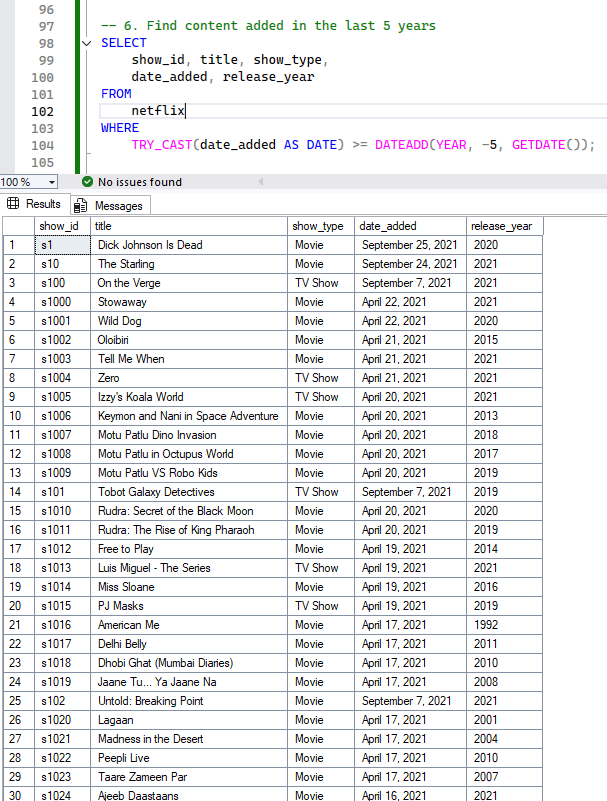 96
97 -- 6. Find content added in the last 5 years
98 SELECT
99 show_id, title, show_type,
100 date_added, release_year
101 FROM
102 netflix
103 WHERE
104 TRY_CAST(date_added AS DATE) >= DATEADD(YEAR, -5, GETDATE());
105
100 % No issues found
Results Messages
show_id title show_type date_added release_year
1 s1 Dick Johnson Is Dead Movie September 25, 2021 2020
2 s10 The Starling Movie September 24, 2021 2021
3 s100 On the Verge TV Show September 7, 2021 2021
4 s1000 Stowaway Movie April 22, 2021 2021
5 s1001 Wild Dog Movie April 22, 2021 2020
6 s1002 Oloibiri Movie April 21, 2021 2015
7 s1003 Tell Me When Movie April 21, 2021 2021
8 s1004 Zero TV Show April 21, 2021 2021
9 s1005 Izzy's Koala World TV Show April 20, 2021 2021
10 s1006 Keymon and Nani in Space Adventure Movie April 20, 2021 2013
11 s1007 Motu Patlu Dino Invasion Movie April 20, 2021 2018
12 s1008 Motu Patlu in Octupus World Movie April 20, 2021 2017
13 s1009 Motu Patlu VS Robo Kids Movie April 20, 2021 2019
14 s101 Tobot Galaxy Detectives TV Show September 7, 2021 2019
15 s1010 Rudra: Secret of the Black Moon Movie April 20, 2021 2020
16 s1011 Rudra: The Rise of King Pharaoh Movie April 20, 2021 2019
17 s1012 Free to Play Movie April 19, 2021 2014
18 s1013 Luis Miguel - The Series TV Show April 19, 2021 2021
19 s1014 Miss Sloane Movie April 19, 2021 2016
20 s1015 PJ Masks TV Show April 19, 2021 2019
21 s1016 American Me Movie April 17, 2021 1992
22 s1017 Delhi Belly Movie April 17, 2021 2011
23 s1018 Dhobi Ghat (Mumbai Diaries) Movie April 17, 2021 2010
24 s1019 Jaane Tu... Ya Jaane Na Movie April 17, 2021 2008
25 s102 Untold: Breaking Point Movie September 7, 2021 2021
26 s1020 Lagaan Movie April 17, 2021 2001
27 s1021 Madness in the Desert Movie April 17, 2021 2004
28 s1022 Peepli Live Movie April 17, 2021 2010
29 s1023 Taare Zameen Par Movie April 17, 2021 2007
30 s1024 Ajeeb Daastaans Movie April 16, 2021 2021